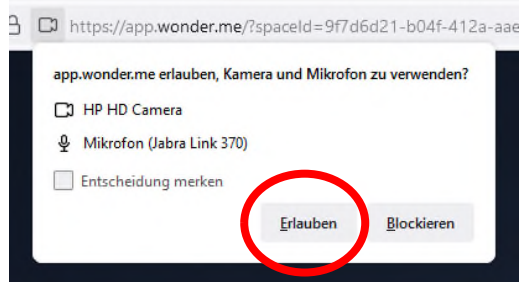 https://app.wonder.me/?spaceId=9f7d6d21-b04f-412a-aae
app.wonder.me erlauben, Kamera und Mikrofon zu verwenden?
HP HD Camera
Mikrofon (Jabra Link 370)
Entscheidung merken
Erlauben Blockieren